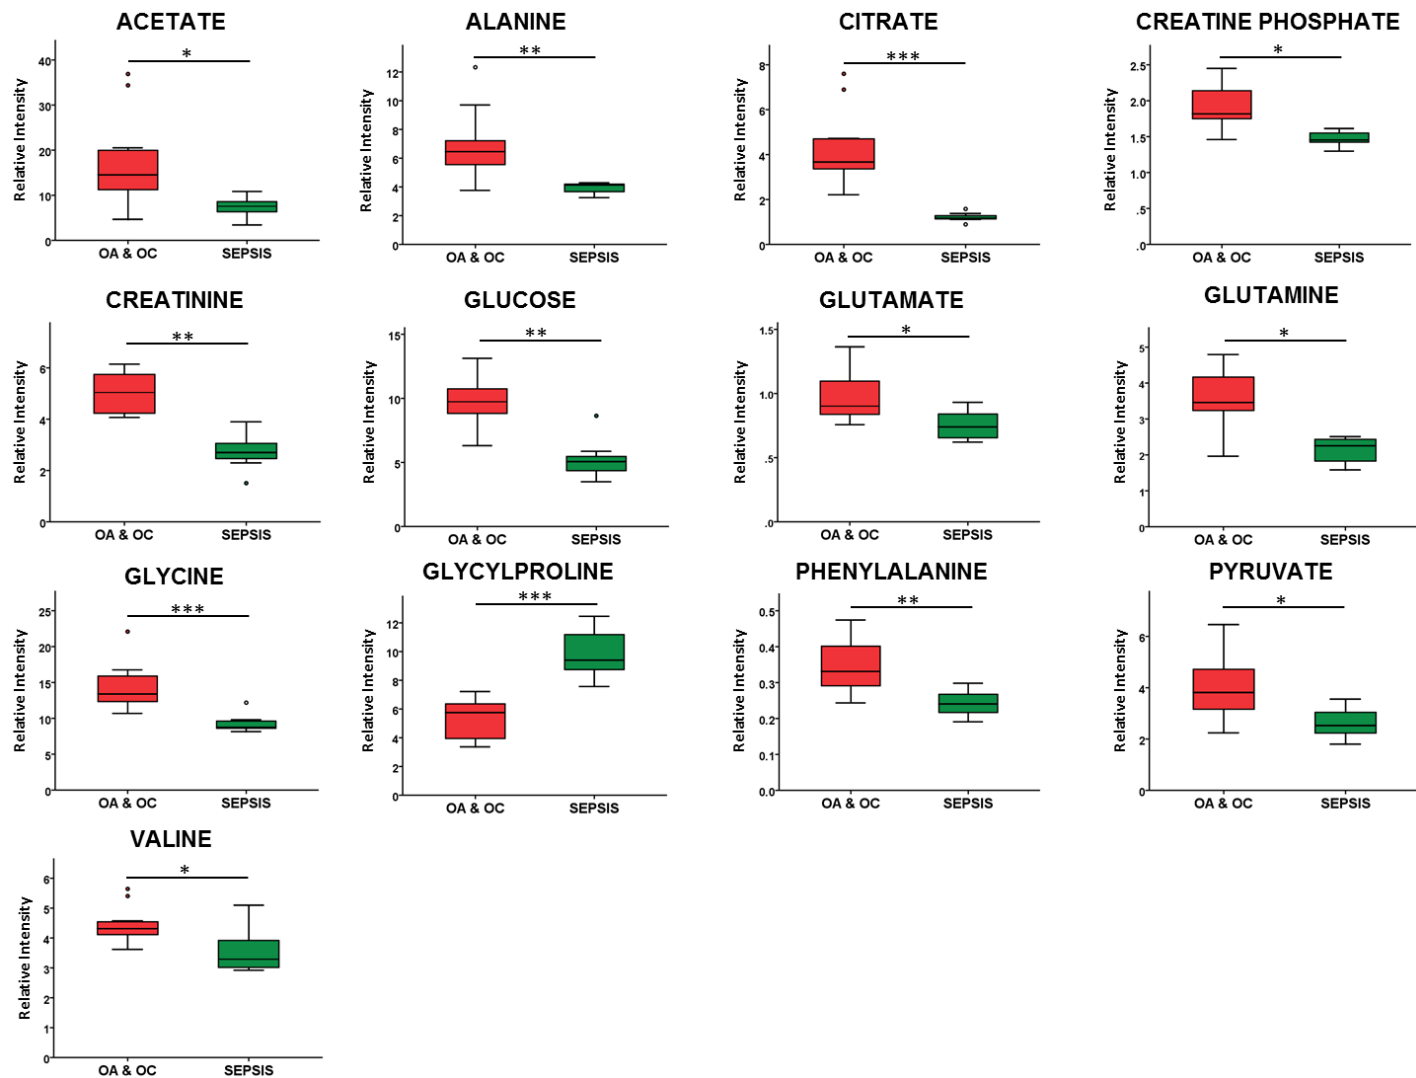 ACETATE
*
Relative Intensity
40
30
20
10
0
OA & OC SEPSIS
ALANINE
**
Relative Intensity
12
10
8
6
4
2
0
OA & OC SEPSIS
CITRATE
***
Relative Intensity
8
6
4
2
0
OA & OC SEPSIS
CREATINE PHOSPHATE
*
Relative Intensity
2.5
2.0
1.5
1.0
.5
.0
OA & OC SEPSIS
CREATININE
**
Relative Intensity
6
4
2
0
OA & OC SEPSIS
GLUCOSE
**
Relative Intensity
15
10
5
0
OA & OC SEPSIS
GLUTAMATE
*
Relative Intensity
1.5
1.0
.5
.0
OA & OC SEPSIS
GLUTAMINE
*
Relative Intensity
5
4
3
2
1
0
OA & OC SEPSIS
GLYCINE
***
Relative Intensity
25
20
15
10
5
0
OA & OC SEPSIS
GLYCYLPROLINE
***
Relative Intensity
12
10
8
6
4
2
0
OA & OC SEPSIS
PHENYLALANINE
**
Relative Intensity
0.5
0.4
0.3
0.2
0.1
0.0
OA & OC SEPSIS
PYRUVATE
*
Relative Intensity
6
4
2
0
OA & OC SEPSIS
VALINE
*
Relative Intensity
6
5
4
3
2
1
0
OA & OC SEPSIS